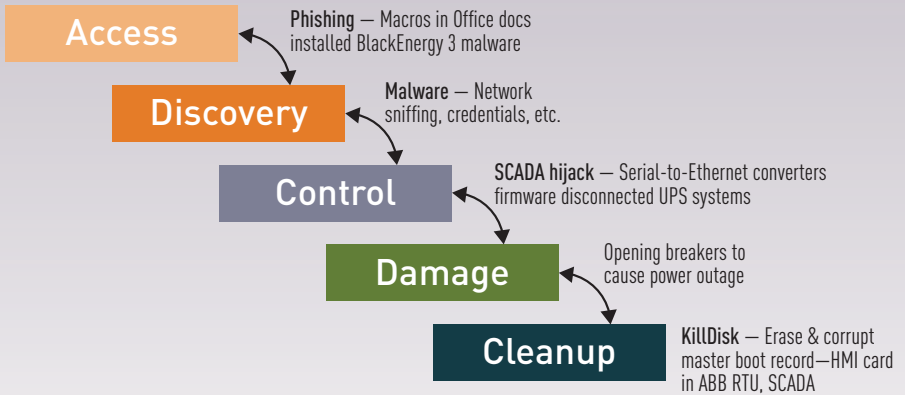 Access
Phishing — Macros in Office docs
installed BlackEnergy 3 malware
Discovery
Malware — Network
sniffing, credentials, etc.
Control
SCADA hijack — Serial-to-Ethernet converters
firmware disconnected UPS systems
Damage
Opening breakers to
cause power outage
Cleanup
KillDisk — Erase & corrupt
master boot record—HMI card
in ABB RTU, SCADA